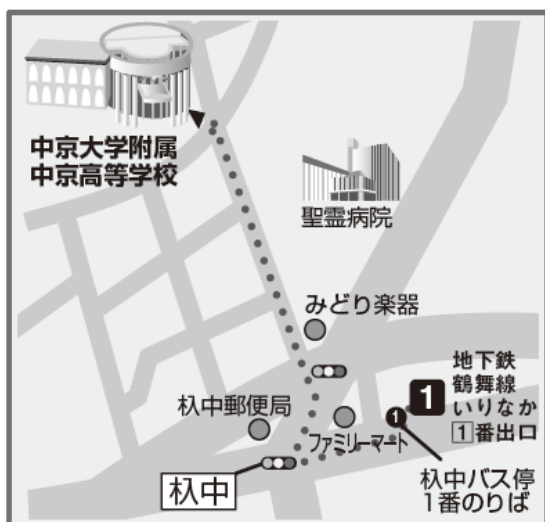 中京大学附属
中京高等学校
聖霊病院
みどり楽器
地下鉄
鶴舞線
いりなか
1番出口
1
1
杁中郵便局
ファミリーマート
杁中
杁中バス停
1番のりば